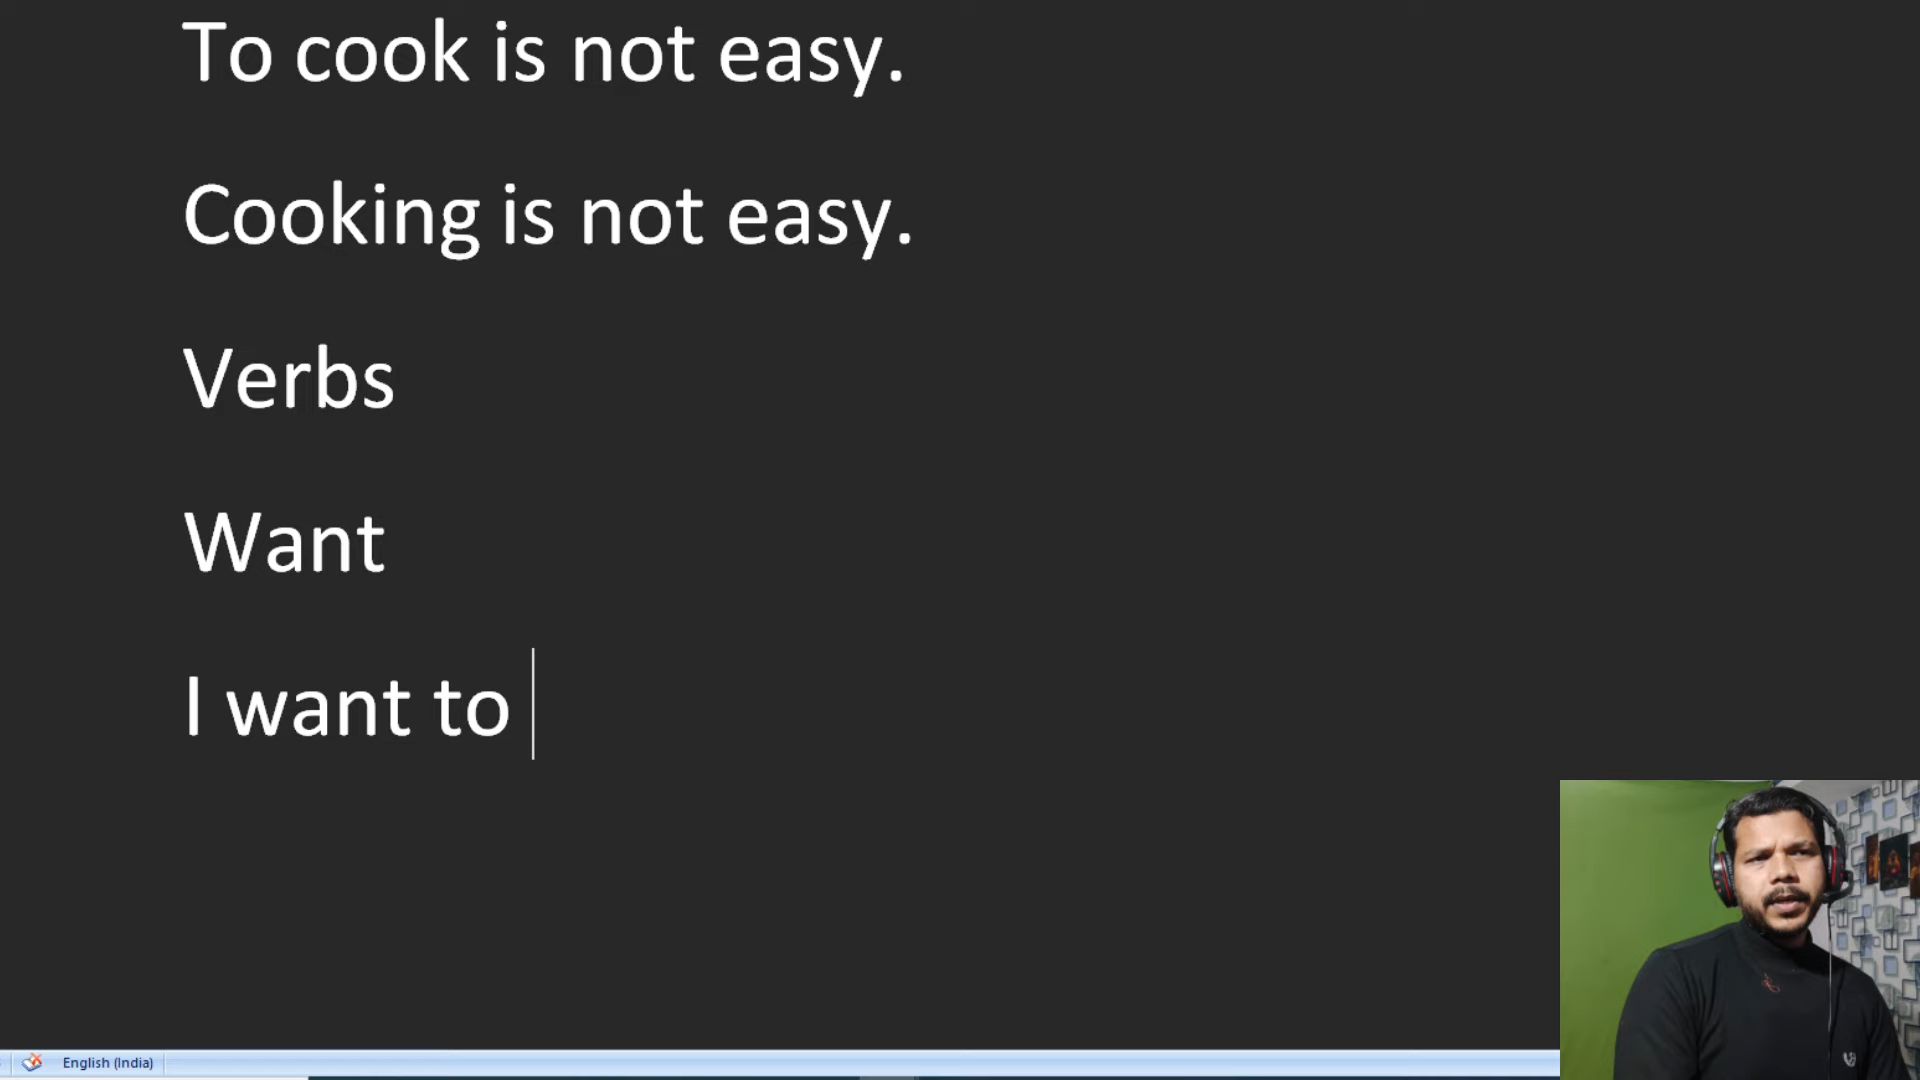 To cook is not easy.
Cooking is not easy.
Verbs
Want
I want to
English (India)